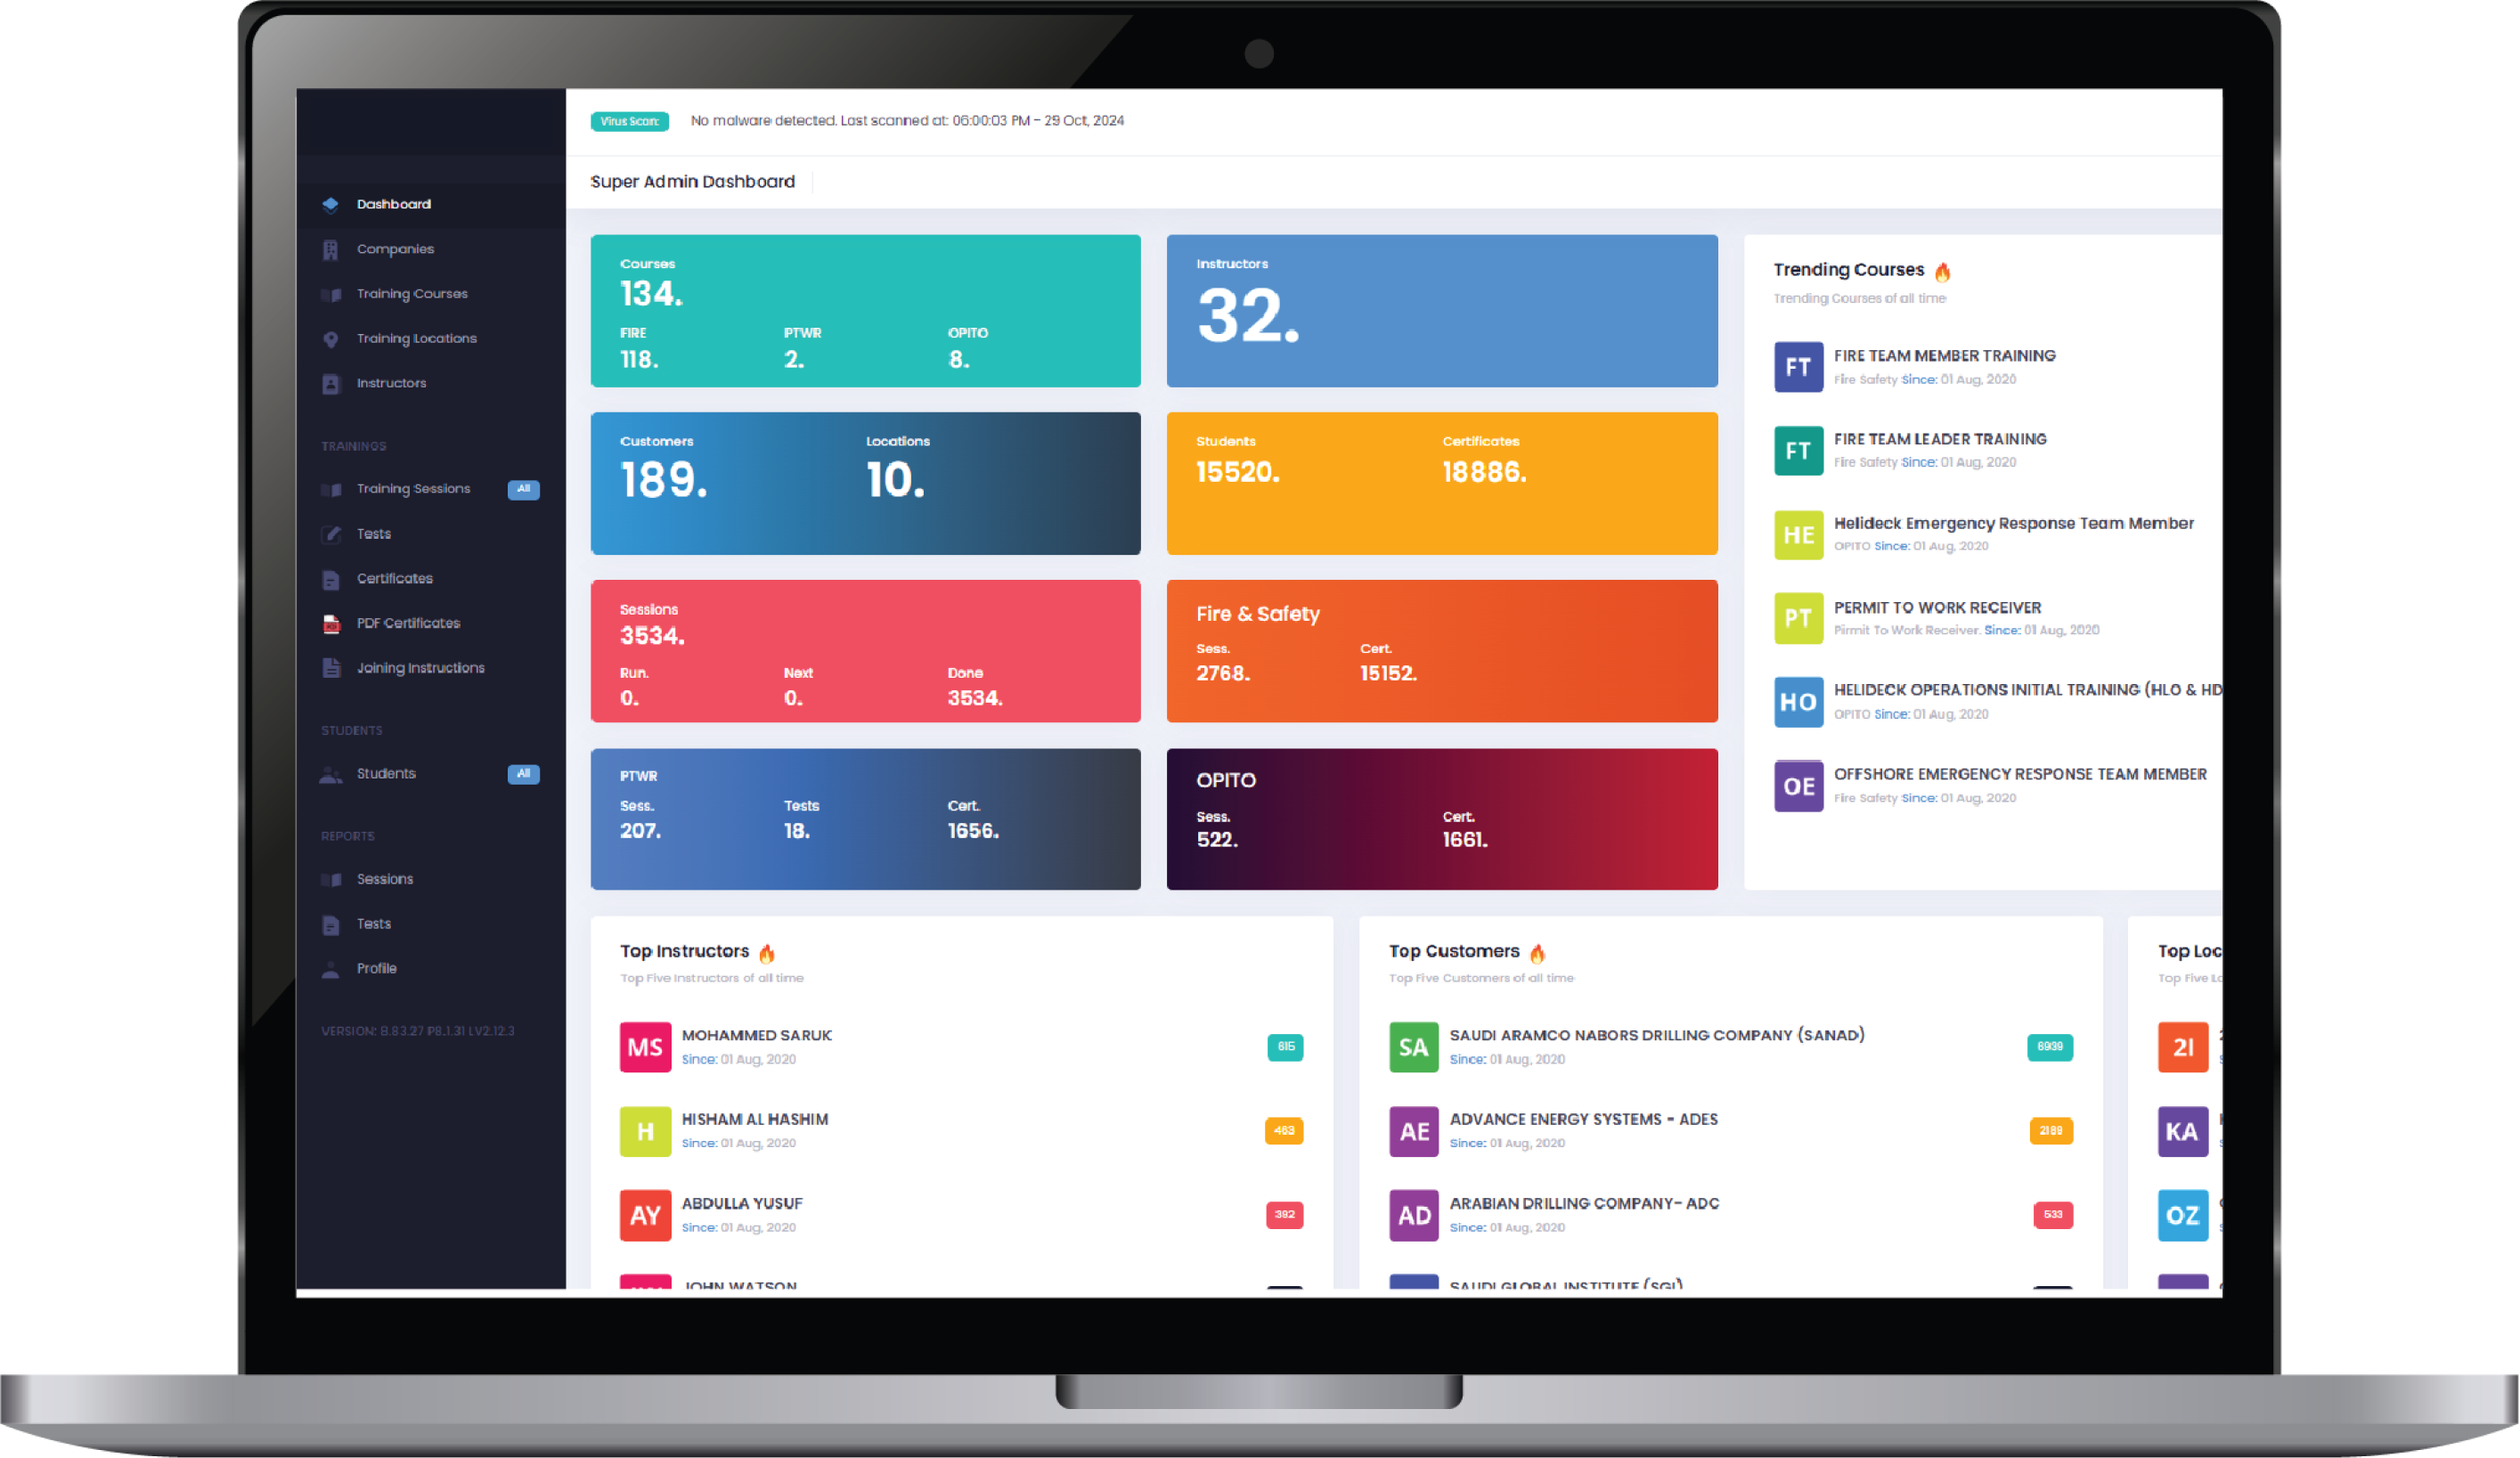 Virus Scan: No malware detected. Last scanned at: 06:00:03 PM - 29 Oct, 2024
Super Admin Dashboard
Dashboard
Companies
Training Courses
Training Locations
Instructors
TRAININGS
Training Sessions All
Tests
Certificates
PDF Certificates
Joining Instructions
STUDENTS
Students All
REPORTS
Sessions
Tests
Profile
VERSION: 8.83.27 P8.1.31 LV2.12.3
Courses
134.
FIRE PTWR OPITO
118. 2. 8.
Instructors
32.
Customers Locations
189. 10.
Students Certificates
15520. 18886.
Sessions
3534.
Run. Next Done
0. 0. 3534.
Fire & Safety
Sess. Cert.
2768. 15152.
PTWR
Sess. Tests Cert.
207. 18. 1656.
OPITO
Sess. Cert.
522. 1661.
Trending Courses
Trending Courses of all time
FT FIRE TEAM MEMBER TRAINING
Fire Safety Since: 01 Aug, 2020
FT FIRE TEAM LEADER TRAINING
Fire Safety Since: 01 Aug, 2020
HE Helideck Emergency Response Team Member
OPITO Since: 01 Aug, 2020
PT PERMIT TO WORK RECEIVER
Pirmit To Work Receiver. Since: 01 Aug, 2020
HO HELIDECK OPERATIONS INITIAL TRAINING (HLO & HD
OPITO Since: 01 Aug, 2020
OE OFFSHORE EMERGENCY RESPONSE TEAM MEMBER
Fire Safety Since: 01 Aug, 2020
Top Instructors
Top Five Instructors of all time
MS MOHAMMED SARUK 615
Since: 01 Aug, 2020
H HISHAM AL HASHIM 463
Since: 01 Aug, 2020
AY ABDULLA YUSUF 392
Since: 01 Aug, 2020
JOHN WATSON
Top Customers
Top Five Customers of all time
SA SAUDI ARAMCO NABORS DRILLING COMPANY (SANAD) 6939
Since: 01 Aug, 2020
AE ADVANCE ENERGY SYSTEMS - ADES 2189
Since: 01 Aug, 2020
AD ARABIAN DRILLING COMPANY- ADC 533
Since: 01 Aug, 2020
SAUDI GLOBAL INSTITUTE (SGI)
Top Loc
Top Five Lo
2I
KA
OZ